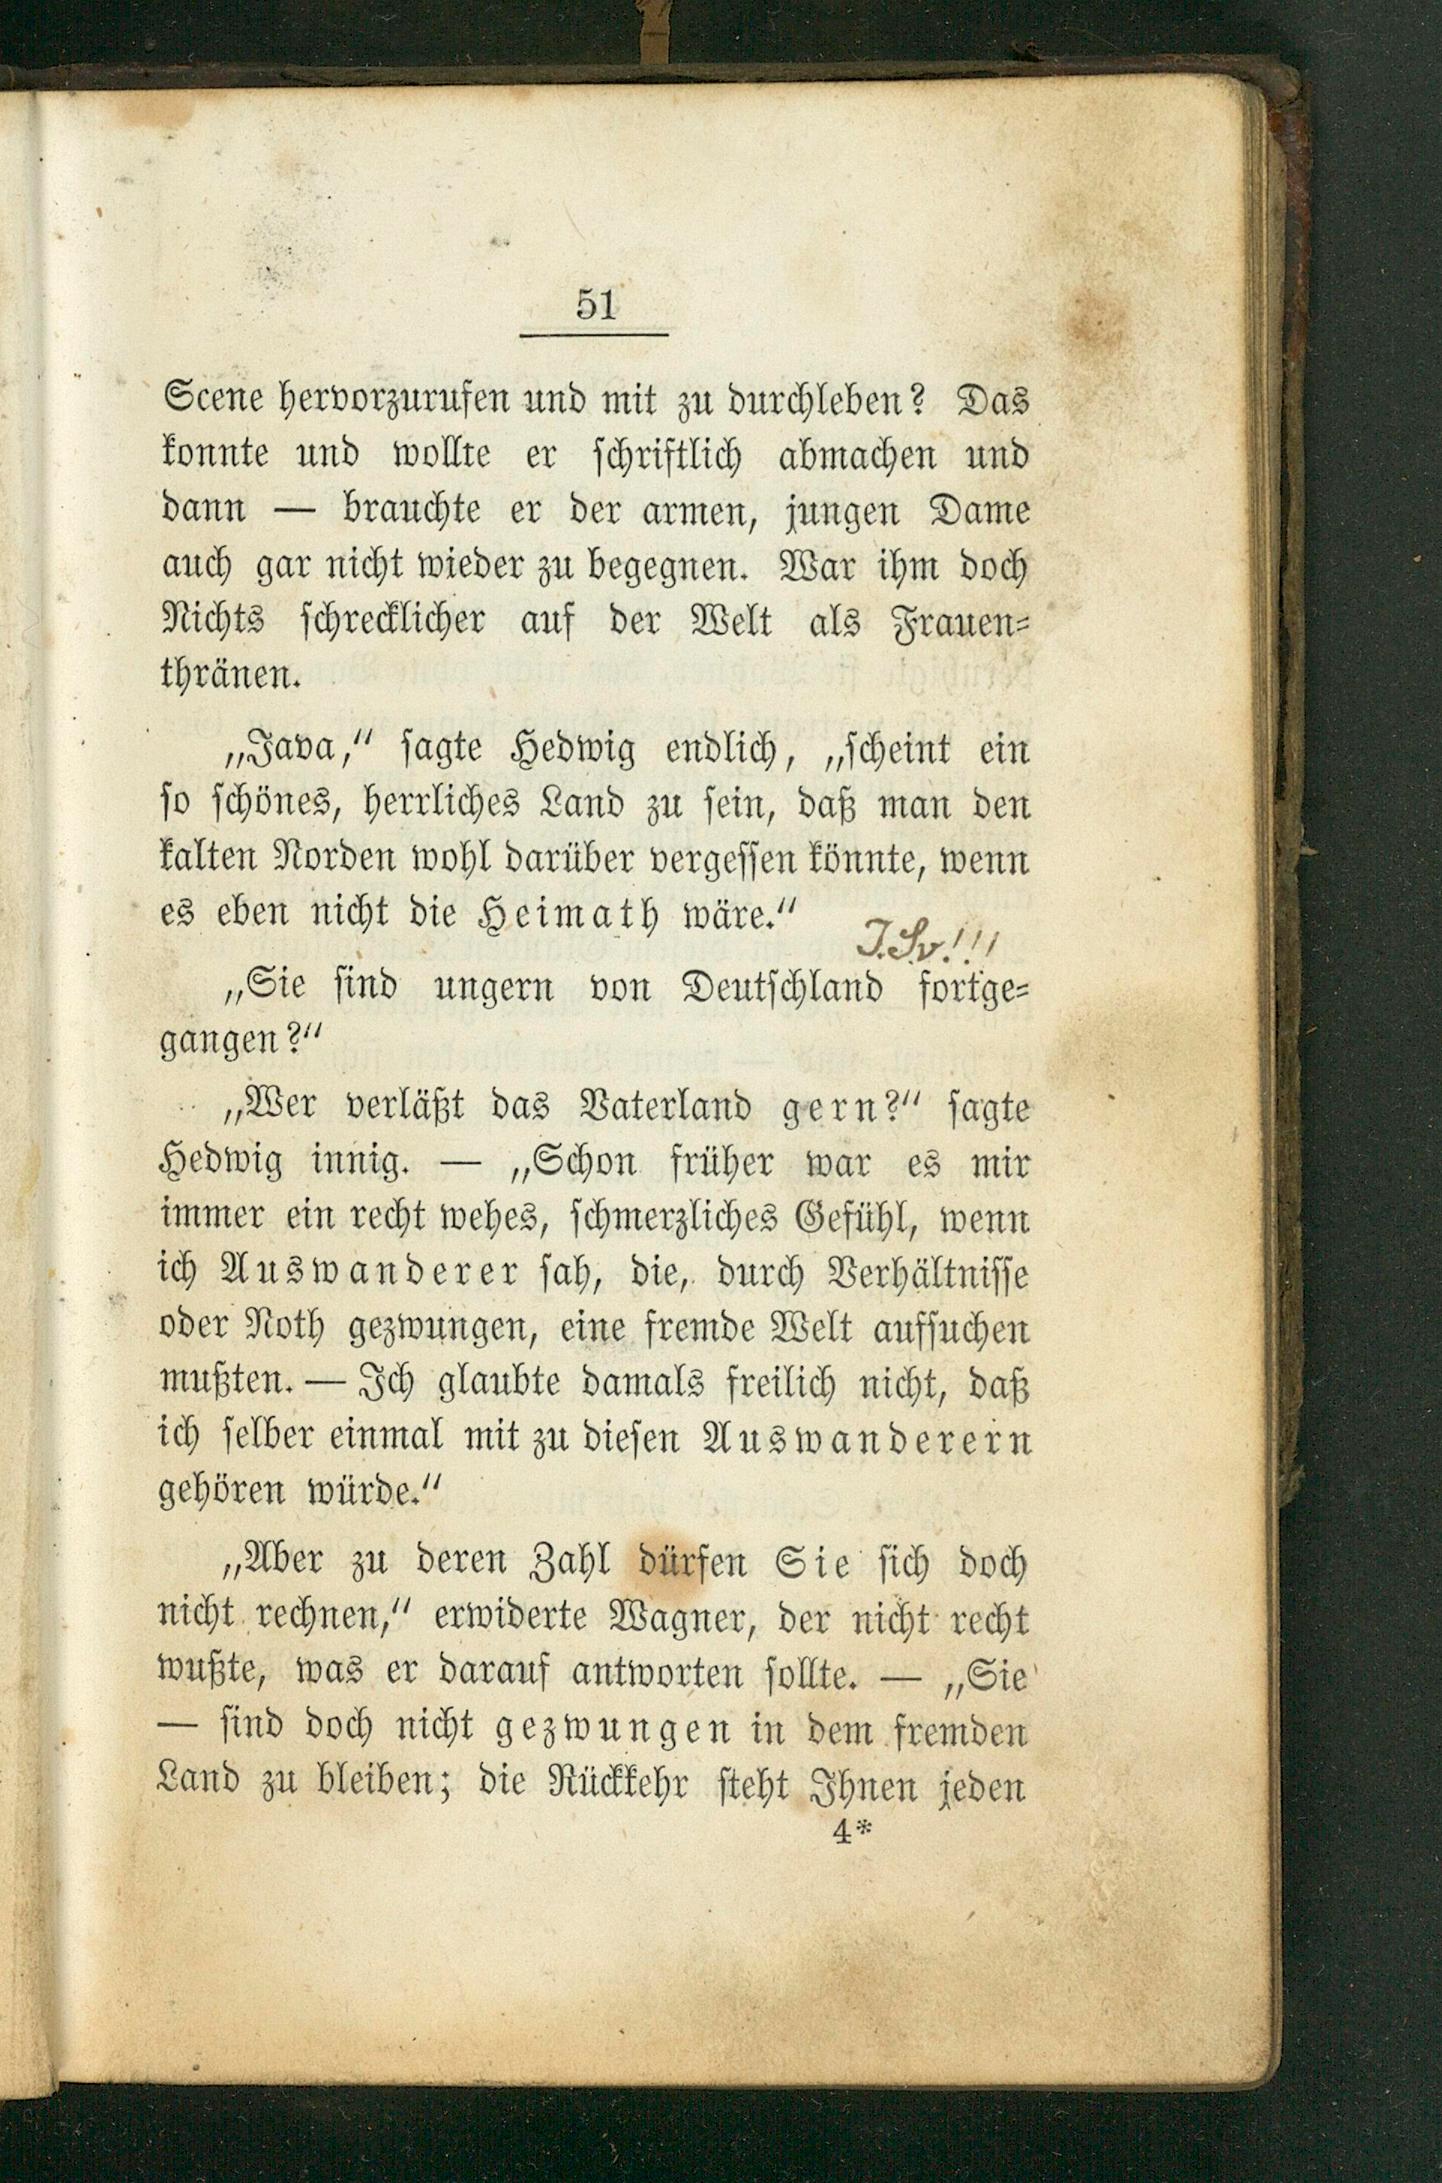 51
Scene hervorzurufen und mit zu durchleben? Das
konnte und wollte er schriftlich abmachen und
dann — brauchte er der armen, jungen Dame
auch gar nicht wieder zu begegnen. War ihm doch
Nichts schrecklicher auf der Welt als Frauen-
thränen.
„Java,“ sagte Hedwig endlich, „scheint ein
so schönes, herrliches Land zu sein, daß man den
kalten Norden wohl darüber vergessen könnte, wenn
es eben nicht die Heimath wäre.“
„Sie sind ungern von Deutschland fortge-
gangen?“
„Wer verläßt das Vaterland gern?“ sagte
Hedwig innig. — „Schon früher war es mir
immer ein recht wehes, schmerzliches Gefühl, wenn
ich Auswanderer sah, die, durch Verhältnisse
oder Noth gezwungen, eine fremde Welt aufsuchen
mußten. — Ich glaubte damals freilich nicht, daß
ich selber einmal mit zu diesen Auswanderern
gehören würde.“
„Aber zu deren Zahl dürfen Sie sich doch
nicht rechnen,“ erwiderte Wagner, der nicht recht
wußte, was er darauf antworten sollte. — „Sie
— sind doch nicht gezwungen in dem fremden
Land zu bleiben; die Rückkehr steht Ihnen jeden
4*